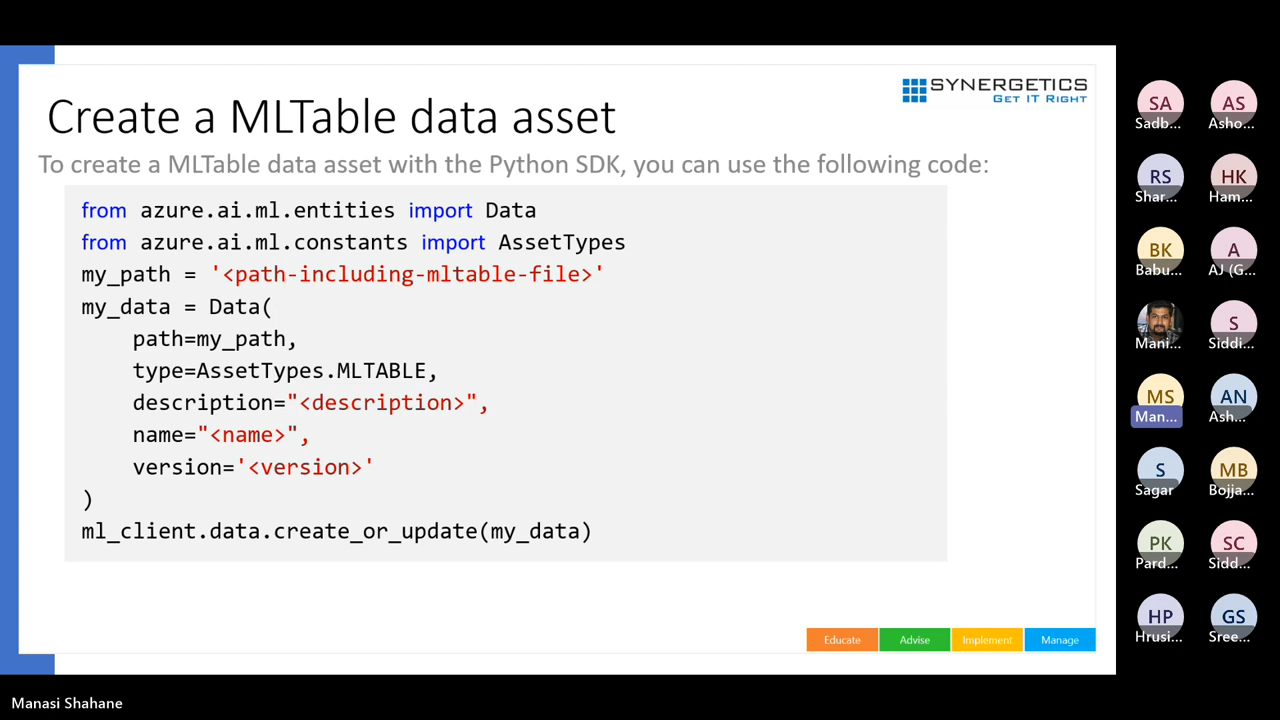 SYNERGETICS
GET IT RIGHT
Create a MLTable data asset
To create a MLTable data asset with the Python SDK, you can use the following code:
from azure.ai.ml.entities import Data
from azure.ai.ml.constants import AssetTypes
my_path = '<path-including-mltable-file>'
my_data = Data(
    path=my_path,
    type=AssetTypes.MLTABLE,
    description="<description>",
    name="<name>",
    version='<version>'
)
ml_client.data.create_or_update(my_data)
Educate Advise Implement Manage
SA AS
Sadb... Asho...
RS HK
Shar... Ham...
BK A
Babu... AJ (G...
S
Mani... Siddi...
MS AN
Man... Ash...
S MB
Sagar Bojja...
PK SC
Pard... Sidd...
HP GS
Hrusi... Sree...
Manasi Shahane